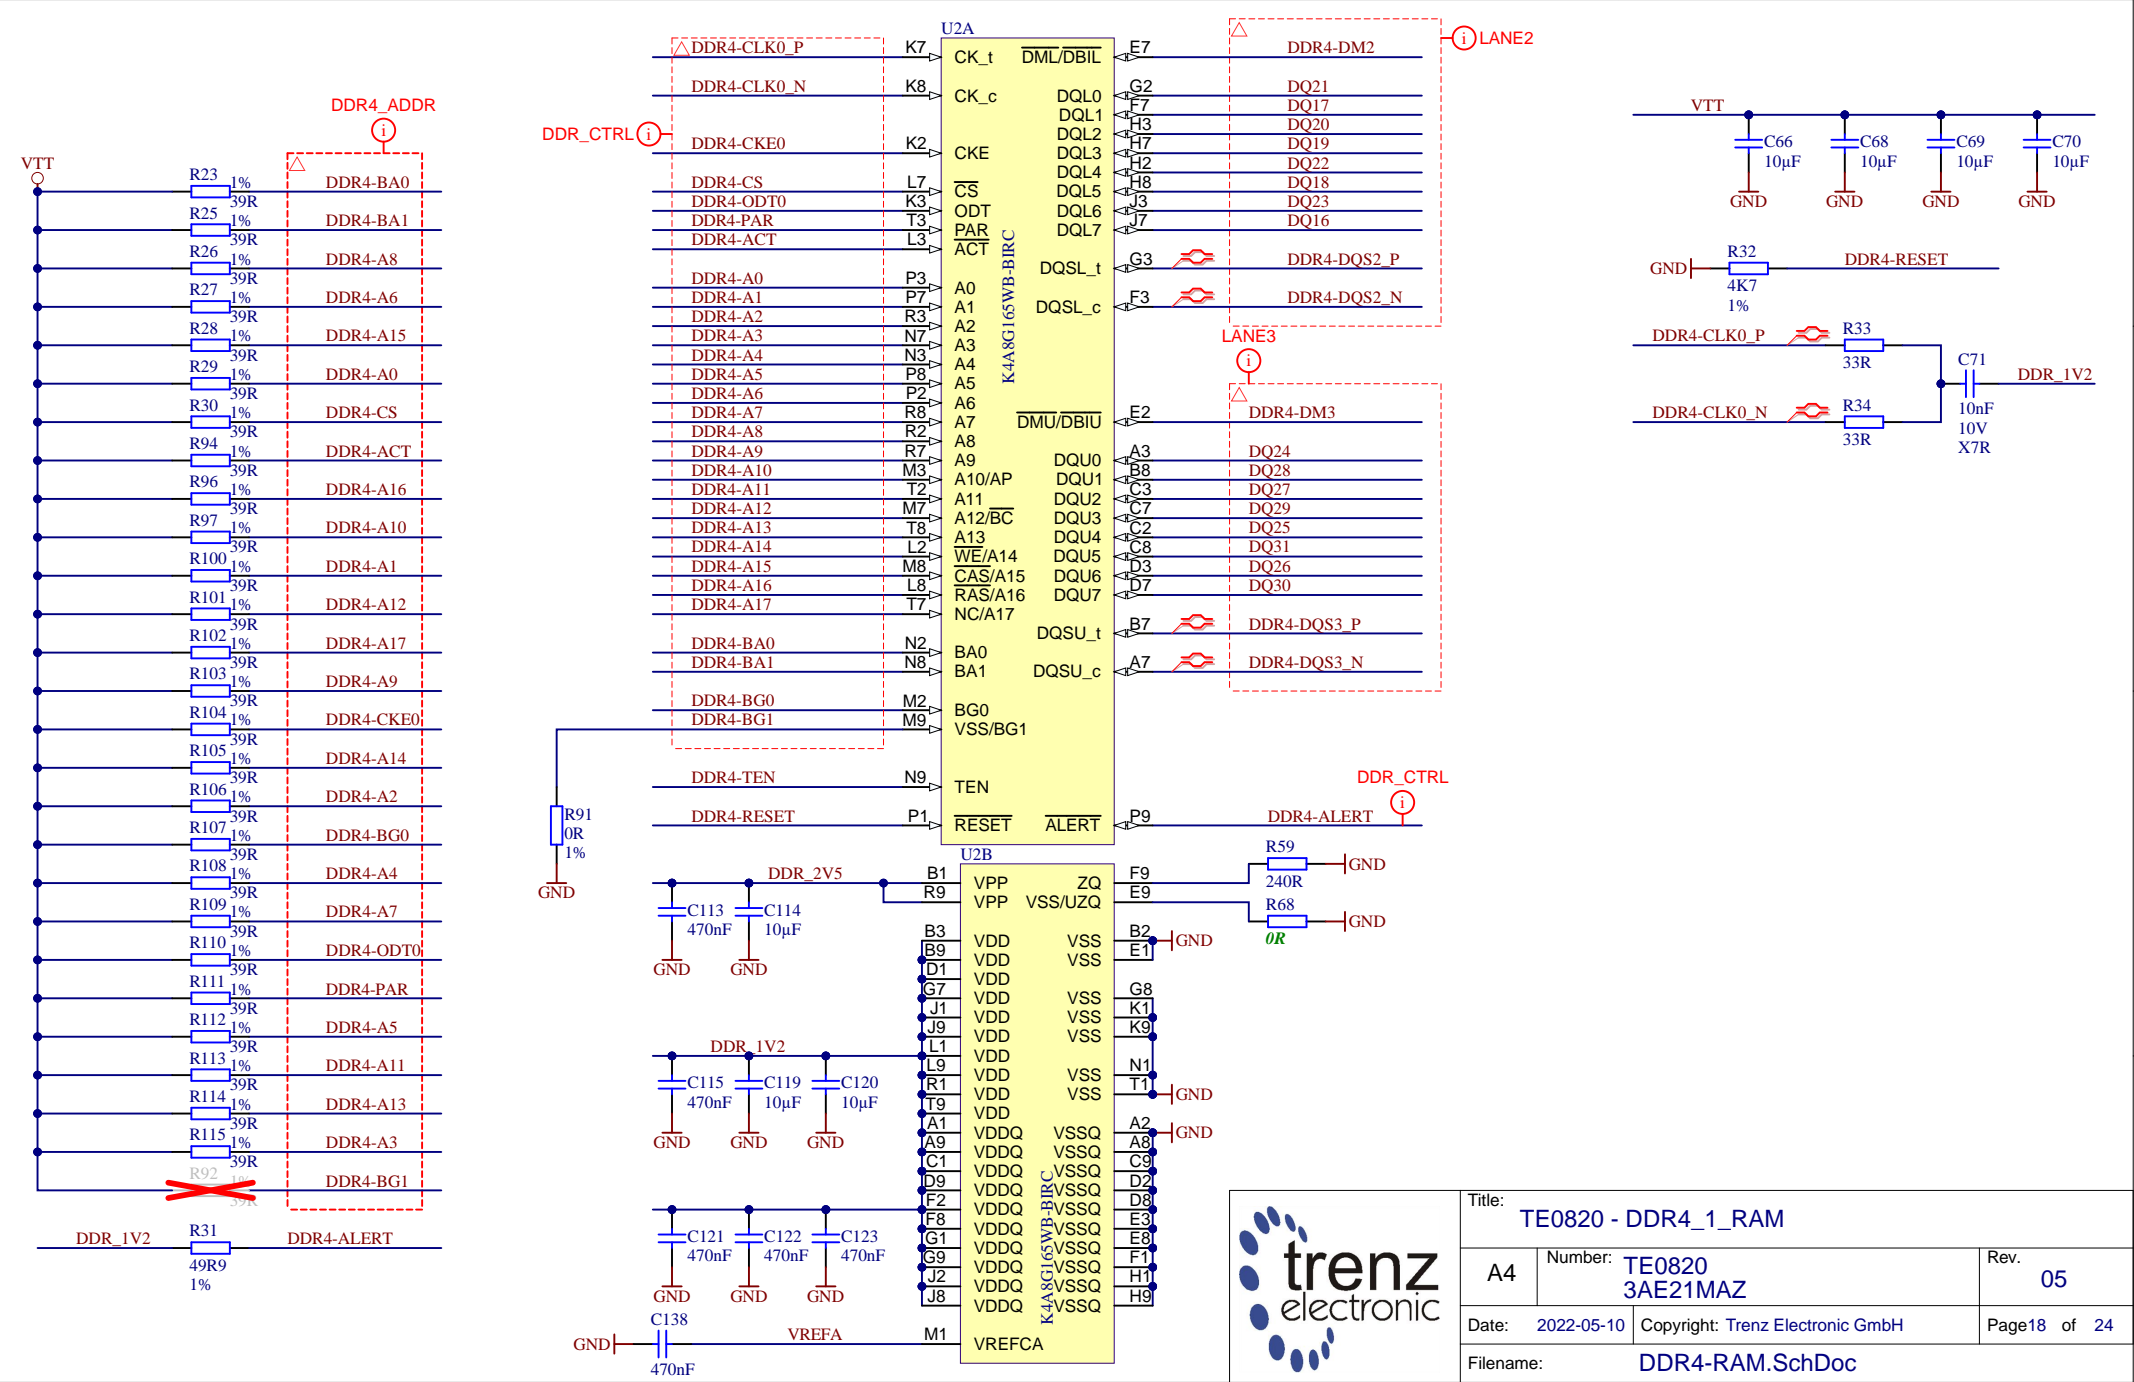 DDR4_ADDR
i
VTT
R23 1% 39R DDR4-BA0
R25 1% 39R DDR4-BA1
R26 1% 39R DDR4-A8
R27 1% 39R DDR4-A6
R28 1% 39R DDR4-A15
R29 1% 39R DDR4-A0
R30 1% 39R DDR4-CS
R94 1% 39R DDR4-ACT
R96 1% 39R DDR4-A16
R97 1% 39R DDR4-A10
R100 1% 39R DDR4-A1
R101 1% 39R DDR4-A12
R102 1% 39R DDR4-A17
R103 1% 39R DDR4-A9
R104 1% 39R DDR4-CKE0
R105 1% 39R DDR4-A14
R106 1% 39R DDR4-A2
R107 1% 39R DDR4-BG0
R108 1% 39R DDR4-A4
R109 1% 39R DDR4-A7
R110 1% 39R DDR4-ODT0
R111 1% 39R DDR4-PAR
R112 1% 39R DDR4-A5
R113 1% 39R DDR4-A11
R114 1% 39R DDR4-A13
R115 1% 39R DDR4-A3
R92 1% 39R DDR4-BG1
DDR_1V2 R31 DDR4-ALERT
49R9
1%
U2A
DDR_CTRL i
DDR4-CLK0_P K7 CK_t
DDR4-CLK0_N K8 CK_c
DDR4-CKE0 K2 CKE
DDR4-CS L7 CS
DDR4-ODT0 K3 ODT
DDR4-PAR T3 PAR
DDR4-ACT L3 ACT
DDR4-A0 P3 A0
DDR4-A1 P7 A1
DDR4-A2 R3 A2
DDR4-A3 N7 A3
DDR4-A4 N3 A4
DDR4-A5 P8 A5
DDR4-A6 P2 A6
DDR4-A7 R8 A7
DDR4-A8 R2 A8
DDR4-A9 R7 A9
DDR4-A10 M3 A10/AP
DDR4-A11 T2 A11
DDR4-A12 M7 A12/BC
DDR4-A13 T8 A13
DDR4-A14 L2 WE/A14
DDR4-A15 M8 CAS/A15
DDR4-A16 L8 RAS/A16
DDR4-A17 T7 NC/A17
DDR4-BA0 N2 BA0
DDR4-BA1 N8 BA1
DDR4-BG0 M2 BG0
DDR4-BG1 M9 VSS/BG1
DDR4-TEN N9 TEN
DDR4-RESET P1 RESET
R91
0R
1%
GND
K4A8G165WB-BIRC
i LANE2
DML/DBIL E7 DDR4-DM2
DQL0 G2 DQ21
DQL1 F7 DQ17
DQL2 H3 DQ20
DQL3 H7 DQ19
DQL4 H2 DQ22
DQL5 H8 DQ18
DQL6 J3 DQ23
DQL7 J7 DQ16
DQSL_t G3 DDR4-DQS2_P
DQSL_c F3 DDR4-DQS2_N
LANE3
i
DMU/DBIU E2 DDR4-DM3
DQU0 A3 DQ24
DQU1 B8 DQ28
DQU2 C3 DQ27
DQU3 C7 DQ29
DQU4 C2 DQ25
DQU5 C8 DQ31
DQU6 D3 DQ26
DQU7 D7 DQ30
DQSU_t B7 DDR4-DQS3_P
DQSU_c A7 DDR4-DQS3_N
DDR_CTRL
i
ALERT P9 DDR4-ALERT
U2B
DDR_2V5 B1 VPP
R9 VPP
C113 470nF GND
C114 10µF GND
B3 VDD
B9 VDD
D1 VDD
G7 VDD
J1 VDD
J9 VDD
DDR_1V2 L1 VDD
L9 VDD
R1 VDD
T9 VDD
C115 470nF GND
C119 10µF GND
C120 10µF GND
A1 VDDQ
A9 VDDQ
C1 VDDQ
D9 VDDQ
F2 VDDQ
F8 VDDQ
G1 VDDQ
G9 VDDQ
J2 VDDQ
J8 VDDQ
C121 470nF GND
C122 470nF GND
C123 470nF GND
GND C138 470nF VREFA M1 VREFCA
K4A8G165WB-BIRC
ZQ F9 R59 240R GND
VSS/UZQ E9 R68 0R GND
VSS B2 GND
VSS E1
VSS G8
VSS K1
VSS K9
VSS N1
VSS T1 GND
VSSQ A2 GND
VSSQ A8
VSSQ C9
VSSQ D2
VSSQ D8
VSSQ E3
VSSQ E8
VSSQ F1
VSSQ H1
VSSQ H9
VTT
C66 10µF GND
C68 10µF GND
C69 10µF GND
C70 10µF GND
GND R32 DDR4-RESET
4K7
1%
DDR4-CLK0_P R33
33R
C71 DDR_1V2
10nF
10V
X7R
DDR4-CLK0_N R34
33R
trenz
electronic
Title:
TE0820 - DDR4_1_RAM
A4
Number: TE0820
3AE21MAZ
Rev.
05
Date: 2022-05-10 Copyright: Trenz Electronic GmbH Page18 of 24
Filename: DDR4-RAM.SchDoc